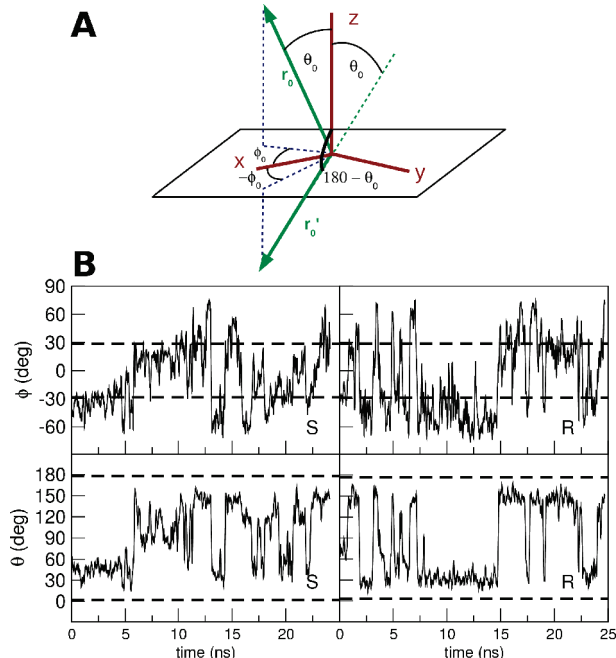 A
z
θ₀
θ₀
r₀
x
ϕ₀
−ϕ₀
180 − θ₀
y
r₀'
B
ϕ (deg)
90
60
30
0
-30
-60
S
R
θ (deg)
180
150
120
90
60
30
0
S
R
0 5 10 15 20
0 5 10 15 20 25
time (ns)
time (ns)